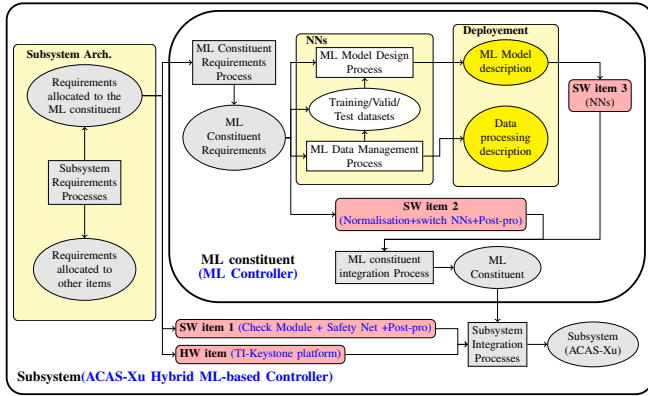 Subsystem Arch.
Requirements
allocated to the
ML constituent
Subsystem
Requirements
Processes
Requirements
allocated to
other items
ML Constituent
Requirements
Process
ML
Constituent
Requirements
NNs
ML Model Design
Process
Training/Valid/
Test datasets
ML Data Management
Process
Deployement
ML Model
description
Data
processing
description
SW item 3
(NNs)
SW item 2
(Normalisation+switch NNs+Post-pro)
ML constituent
(ML Controller)
ML constituent
integration Process
ML
Constituent
SW item 1 (Check Module + Safety Net +Post-pro)
HW item (TI-Keystone platform)
Subsystem
Integration
Processes
Subsystem
(ACAS-Xu)
Subsystem(ACAS-Xu Hybrid ML-based Controller)